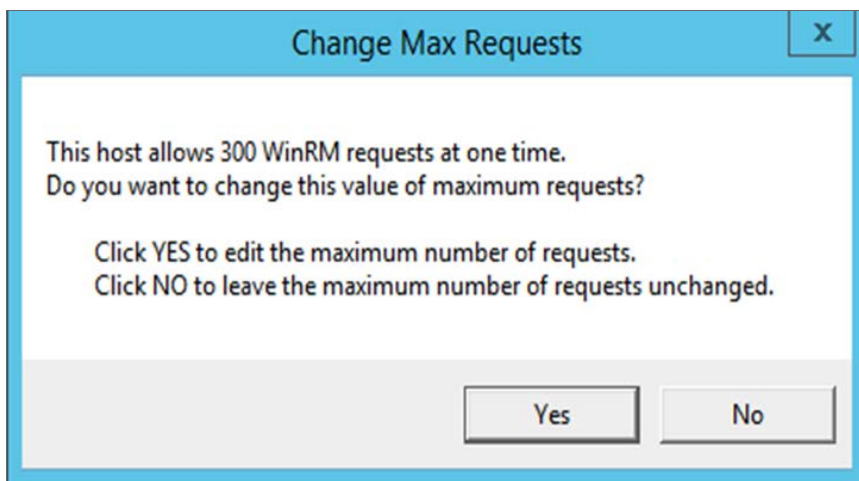 Change Max Requests
x
This host allows 300 WinRM requests at one time.
Do you want to change this value of maximum requests?
Click YES to edit the maximum number of requests.
Click NO to leave the maximum number of requests unchanged.
Yes
No